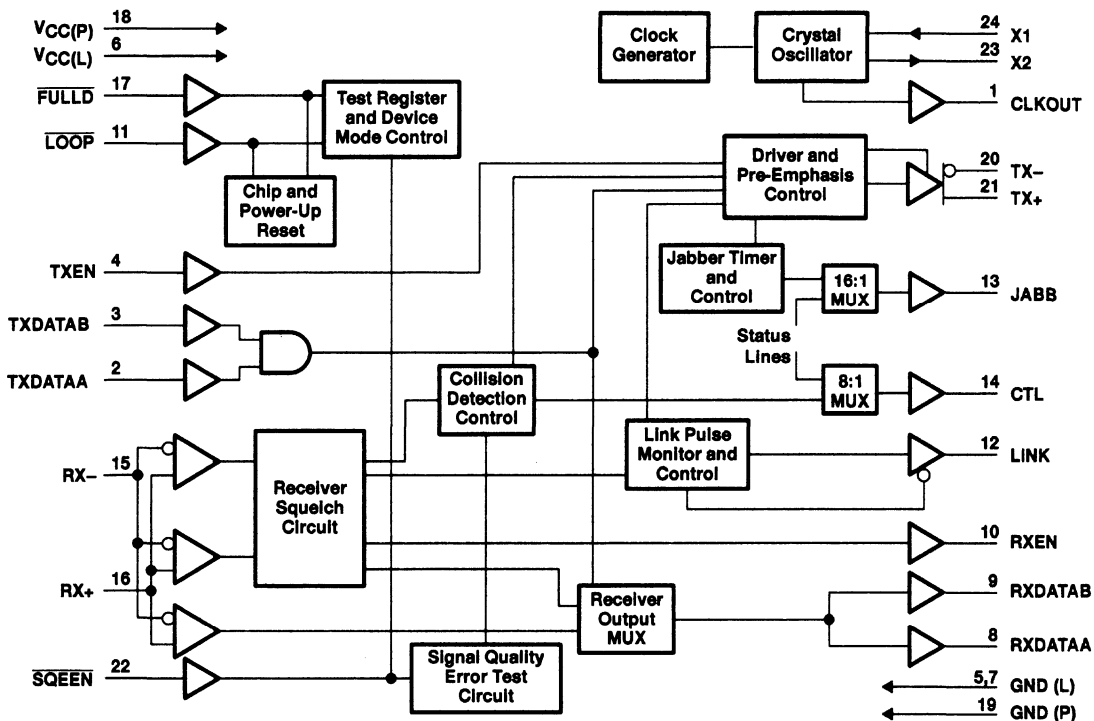 VCC(P) 18
VCC(L) 6
FULLD 17
LOOP 11
Test Register
and Device
Mode Control
Chip and
Power-Up
Reset
Clock
Generator
Crystal
Oscillator
24 X1
23 X2
1 CLKOUT
Driver and
Pre-Emphasis
Control
20 TX–
21 TX+
TXEN 4
Jabber Timer
and
Control
16:1
MUX
13 JABB
TXDATAB 3
TXDATAA 2
Status
Lines
Collision
Detection
Control
8:1
MUX
14 CTL
RX– 15
Receiver
Squelch
Circuit
Link Pulse
Monitor and
Control
12 LINK
10 RXEN
RX+ 16
Receiver
Output
MUX
9 RXDATAB
8 RXDATAA
SQEEN 22
Signal Quality
Error Test
Circuit
5,7 GND (L)
19 GND (P)